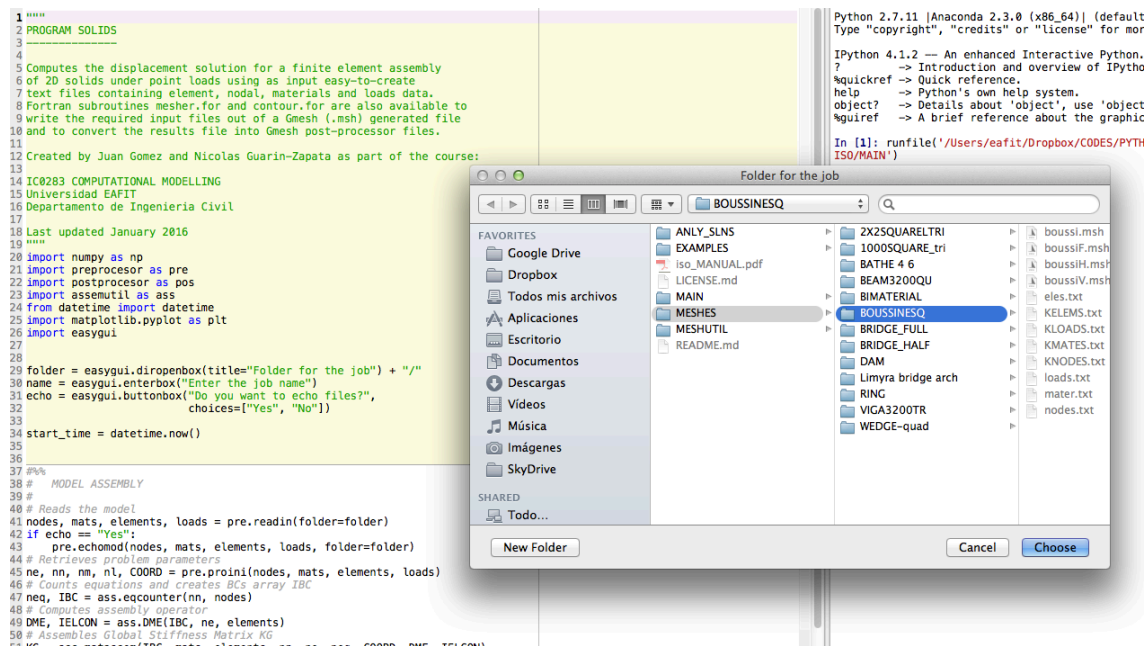 1 """
2 PROGRAM SOLIDS
3 --------------
4
5 Computes the displacement solution for a finite element assembly
6 of 2D solids under point loads using as input easy-to-create
7 text files containing element, nodal, materials and loads data.
8 Fortran subroutines mesher.for and contour.for are also available to
9 write the required input files out of a Gmesh (.msh) generated file
10 and to convert the results file into Gmesh post-processor files.
11
12 Created by Juan Gomez and Nicolas Guarin-Zapata as part of the course:
13
14 IC0283 COMPUTATIONAL MODELLING
15 Universidad EAFIT
16 Departamento de Ingenieria Civil
17
18 Last updated January 2016
19 """
20 import numpy as np
21 import preprocesor as pre
22 import postprocesor as pos
23 import assemutil as ass
24 from datetime import datetime
25 import matplotlib.pyplot as plt
26 import easygui
27
28
29 folder = easygui.diropenbox(title="Folder for the job") + "/"
30 name = easygui.enterbox("Enter the job name")
31 echo = easygui.buttonbox("Do you want to echo files?",
32 choices=["Yes", "No"])
33
34 start_time = datetime.now()
35
36
37 #%%
38 # MODEL ASSEMBLY
39 #
40 # Reads the model
41 nodes, mats, elements, loads = pre.readin(folder=folder)
42 if echo == "Yes":
43 pre.echomod(nodes, mats, elements, loads, folder=folder)
44 # Retrieves problem parameters
45 ne, nn, nm, nl, COORD = pre.proini(nodes, mats, elements, loads)
46 # Counts equations and creates BCs array IBC
47 neq, IBC = ass.eqcounter(nn, nodes)
48 # Computes assembly operator
49 DME, IELCON = ass.DME(IBC, ne, elements)
50 # Assembles Global Stiffness Matrix KG
Python 2.7.11 |Anaconda 2.3.0 (x86_64)| (default
Type "copyright", "credits" or "license" for mor
IPython 4.1.2 -- An enhanced Interactive Python.
? -> Introduction and overview of IPytho
%quickref -> Quick reference.
help -> Python's own help system.
object? -> Details about 'object', use 'object
%guiref -> A brief reference about the graphic
In [1]: runfile('/Users/eafit/Dropbox/CODES/PYTH
ISO/MAIN')
Folder for the job
BOUSSINESQ
FAVORITES
Google Drive
Dropbox
Todos mis archivos
Aplicaciones
Escritorio
Documentos
Descargas
Vídeos
Música
Imágenes
SkyDrive
SHARED
Todo...
ANLY_SLNS
EXAMPLES
iso_MANUAL.pdf
LICENSE.md
MAIN
MESHES
MESHUTIL
README.md
2X2SQUARELTRI
1000SQUARE_tri
BATHE 4 6
BEAM3200QU
BIMATERIAL
BOUSSINESQ
BRIDGE_FULL
BRIDGE_HALF
DAM
Limyra bridge arch
RING
VIGA3200TR
WEDGE-quad
boussi.msh
boussiF.msh
boussiH.msh
boussiV.msh
eles.txt
KELEMS.txt
KLOADS.txt
KMATES.txt
KNODES.txt
loads.txt
mater.txt
nodes.txt
New Folder
Cancel
Choose